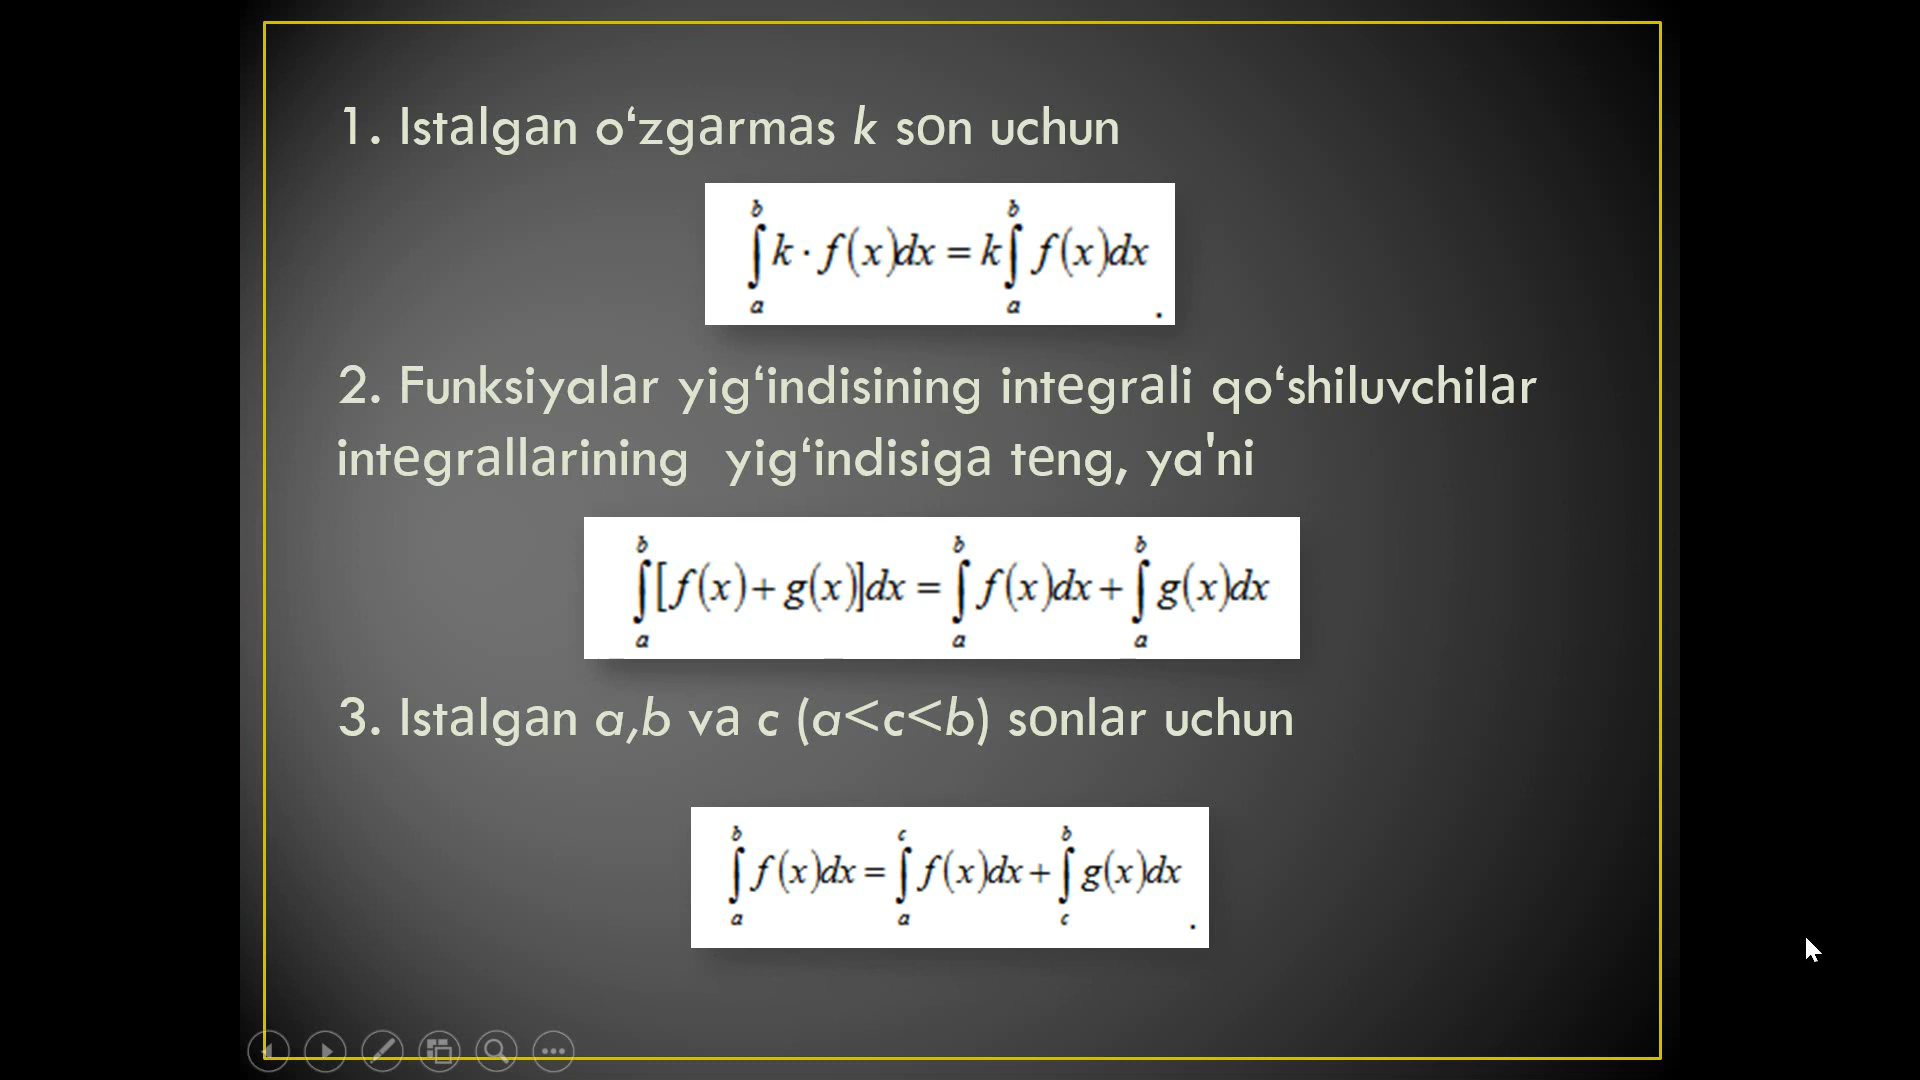 1. Istalgan o‘zgarmas k son uchun
∫_a^b k · f(x)dx = k∫_a^b f(x)dx .
2. Funksiyalar yig‘indisining integrali qo‘shiluvchilar
integrallarining yig‘indisiga teng, ya'ni
∫_a^b [f(x) + g(x)]dx = ∫_a^b f(x)dx + ∫_a^b g(x)dx
3. Istalgan a,b va c (a<c<b) sonlar uchun
∫_a^b f(x)dx = ∫_a^c f(x)dx + ∫_c^b g(x)dx .